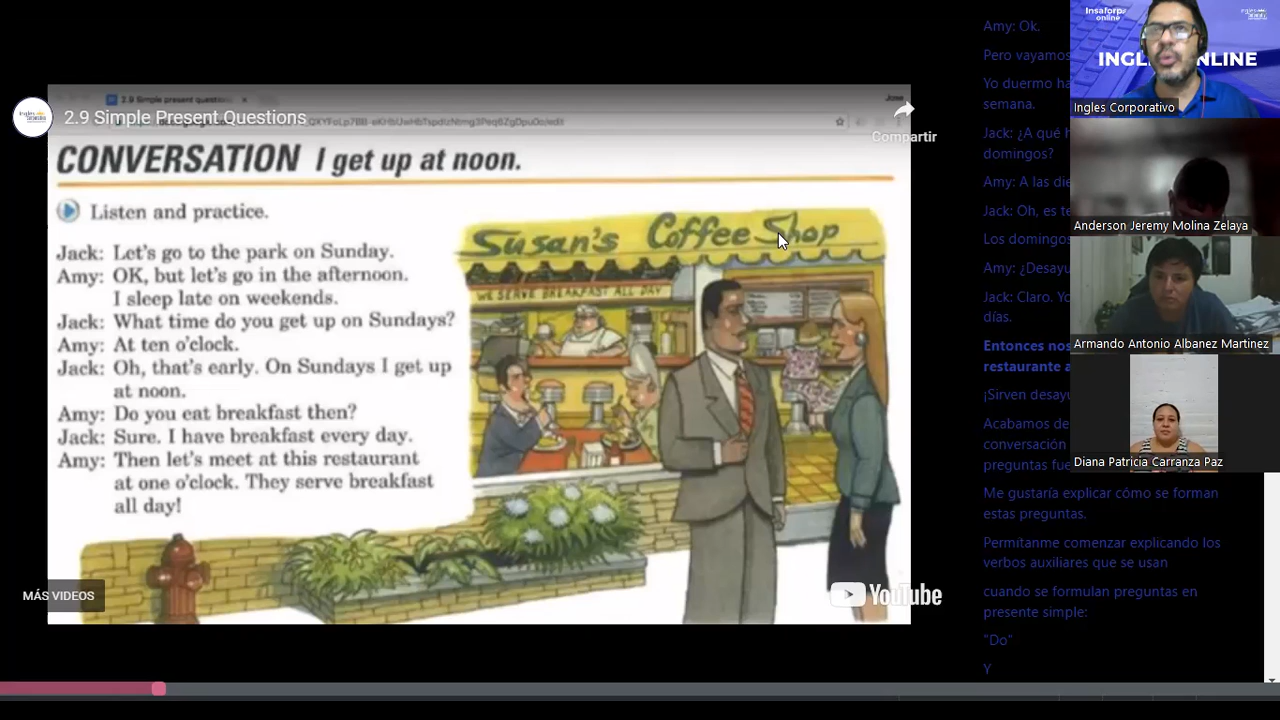 2.9 Simple Present Questions
Compartir
CONVERSATION I get up at noon.
Listen and practice.
Jack: Let's go to the park on Sunday.
Amy: OK, but let's go in the afternoon.
I sleep late on weekends.
Jack: What time do you get up on Sundays?
Amy: At ten o'clock.
Jack: Oh, that's early. On Sundays I get up
at noon.
Amy: Do you eat breakfast then?
Jack: Sure. I have breakfast every day.
Amy: Then let's meet at this restaurant
at one o'clock. They serve breakfast
all day!
Susan's Coffee Shop
WE SERVE BREAKFAST ALL DAY
MÁS VIDEOS
YouTube
Amy: Ok.
Pero vayamos
Yo duermo ha
semana.
Jack: ¿A qué h
domingos?
Amy: A las die
Jack: Oh, es te
Los domingos
Amy: ¿Desayu
Jack: Claro. Yo
días.
Entonces nos
restaurante a
¡Sirven desayu
Acabamos de
conversación
preguntas fue
Me gustaría explicar cómo se forman
estas preguntas.
Permítanme comenzar explicando los
verbos auxiliares que se usan
cuando se formulan preguntas en
presente simple:
"Do"
Y
Insaforp
online
INGL ONLINE
Ingles Corporativo
Anderson Jeremy Molina Zelaya
Armando Antonio Albanez Martinez
Diana Patricia Carranza Paz